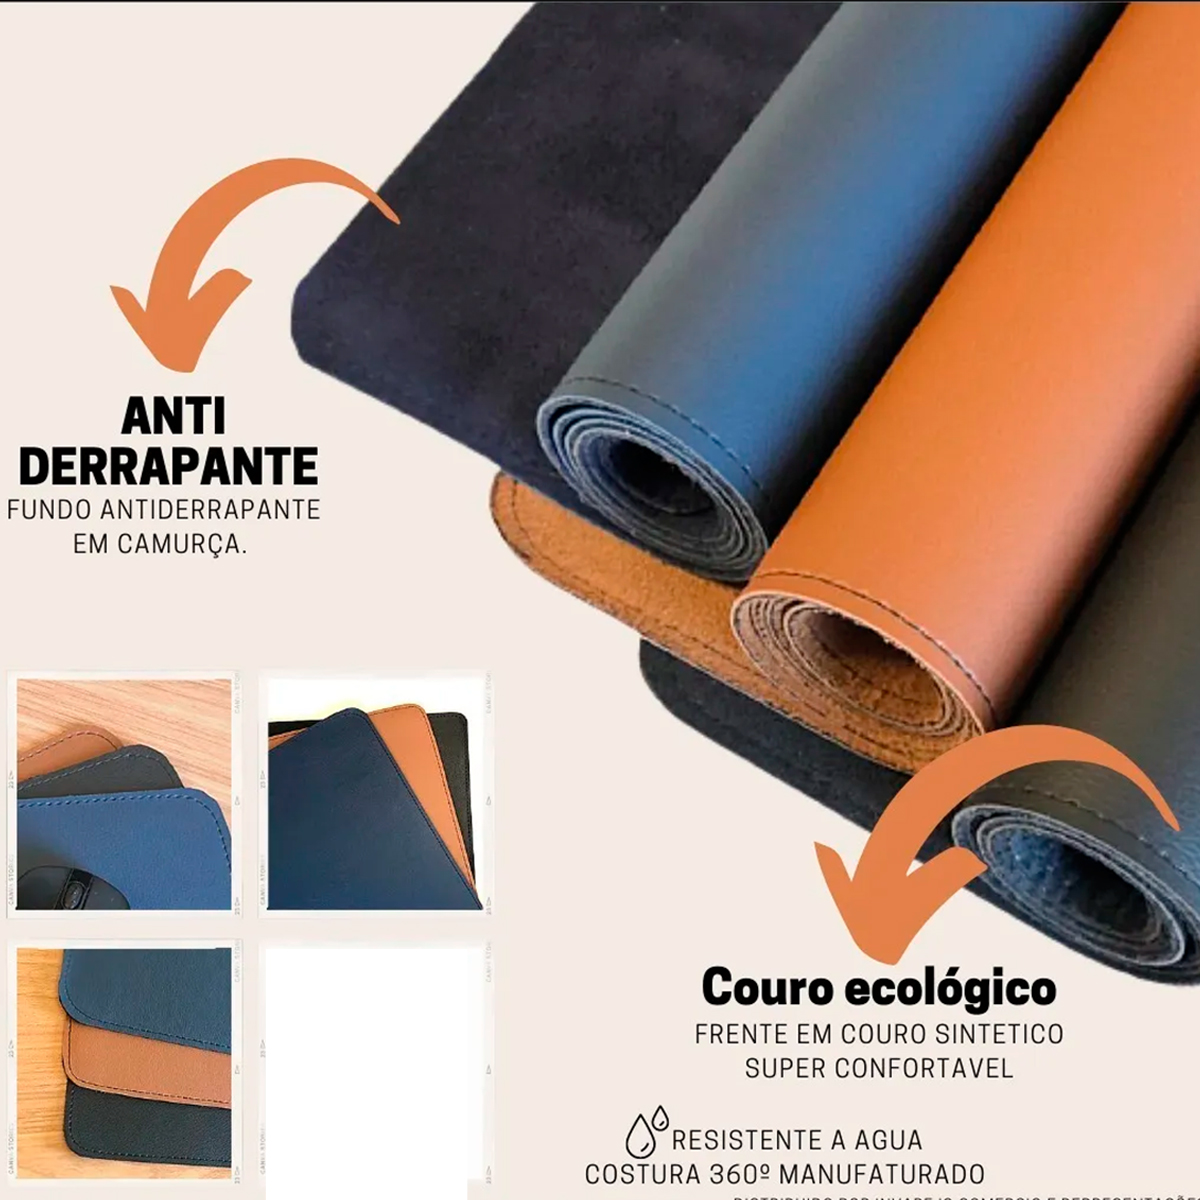 ANTI
DERRAPANTE
FUNDO ANTIDERRAPANTE
EM CAMURÇA.
Couro ecológico
FRENTE EM COURO SINTETICO
SUPER CONFORTAVEL
RESISTENTE A AGUA
COSTURA 360º MANUFATURADO